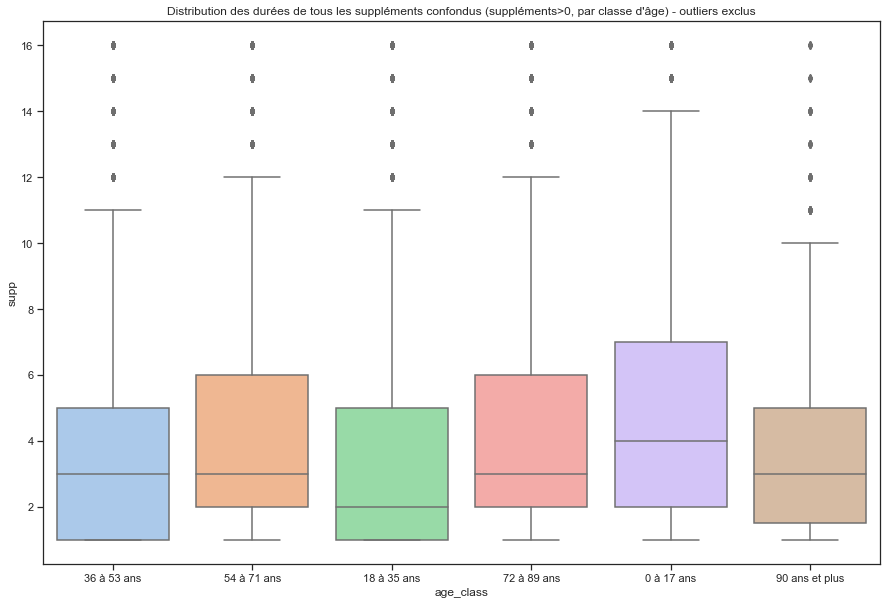 Distribution des durées de tous les suppléments confondus (suppléments>0, par classe d'âge) - outliers exclus
16
14
12
10
8
6
4
2
supp
36 à 53 ans
54 à 71 ans
18 à 35 ans
72 à 89 ans
0 à 17 ans
90 ans et plus
age_class